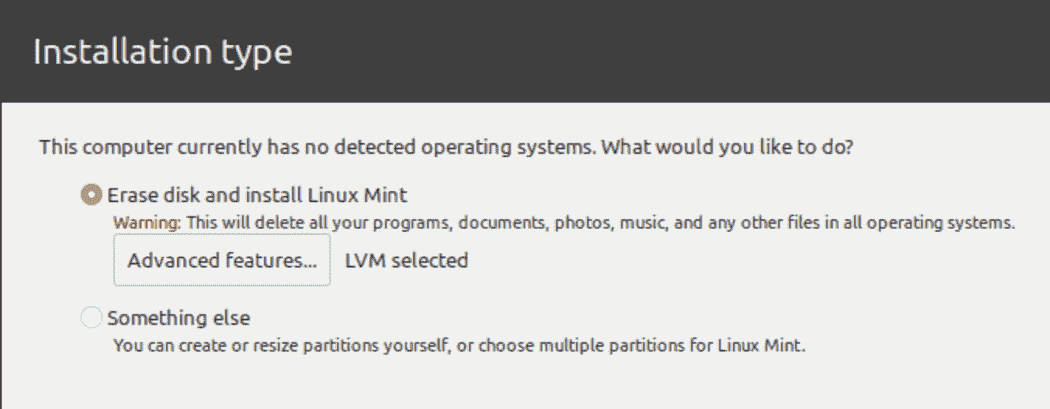 Installation type
This computer currently has no detected operating systems. What would you like to do?
Erase disk and install Linux Mint
Warning: This will delete all your programs, documents, photos, music, and any other files in all operating systems.
Advanced features... LVM selected
Something else
You can create or resize partitions yourself, or choose multiple partitions for Linux Mint.